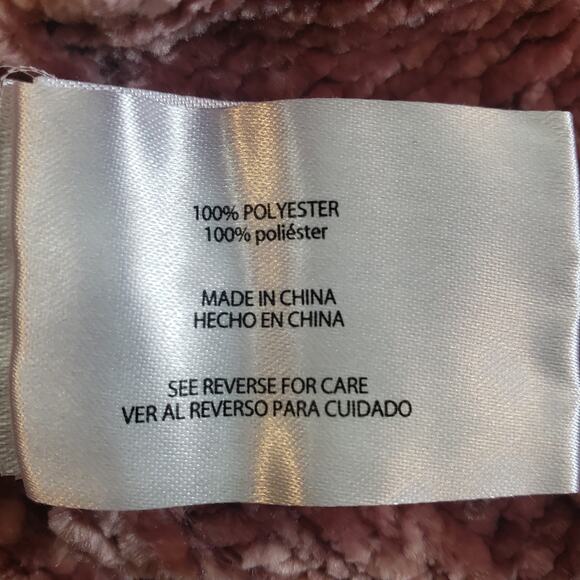 100% POLYESTER
100% poliéster
MADE IN CHINA
HECHO EN CHINA
SEE REVERSE FOR CARE
VER AL REVERSO PARA CUIDADO